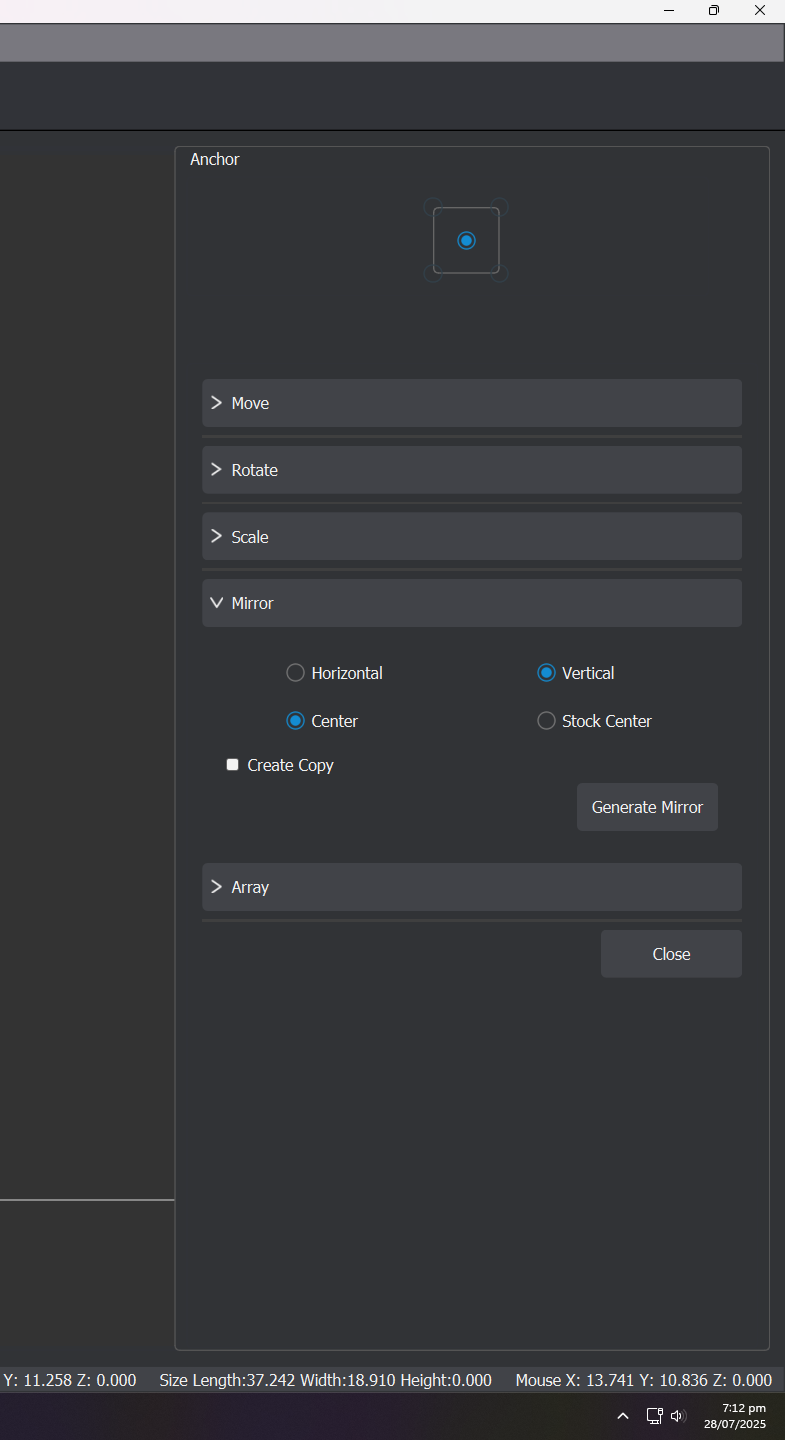 Anchor
Move
Rotate
Scale
Mirror
Horizontal Vertical
Center Stock Center
Create Copy
Generate Mirror
Array
Close
Y: 11.258 Z: 0.000 Size Length:37.242 Width:18.910 Height:0.000 Mouse X: 13.741 Y: 10.836 Z: 0.000
7:12 pm
28/07/2025